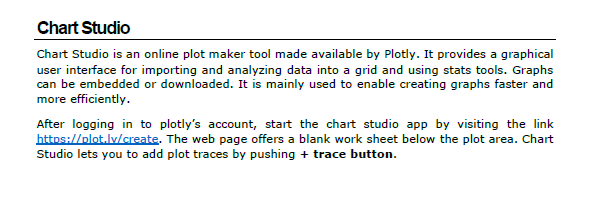 Chart Studio
Chart Studio is an online plot maker tool made available by Plotly. It provides a graphical
user interface for importing and analyzing data into a grid and using stats tools. Graphs
can be embedded or downloaded. It is mainly used to enable creating graphs faster and
more efficiently.
After logging in to plotly’s account, start the chart studio app by visiting the link
https://plot.ly/create. The web page offers a blank work sheet below the plot area. Chart
Studio lets you to add plot traces by pushing + trace button.